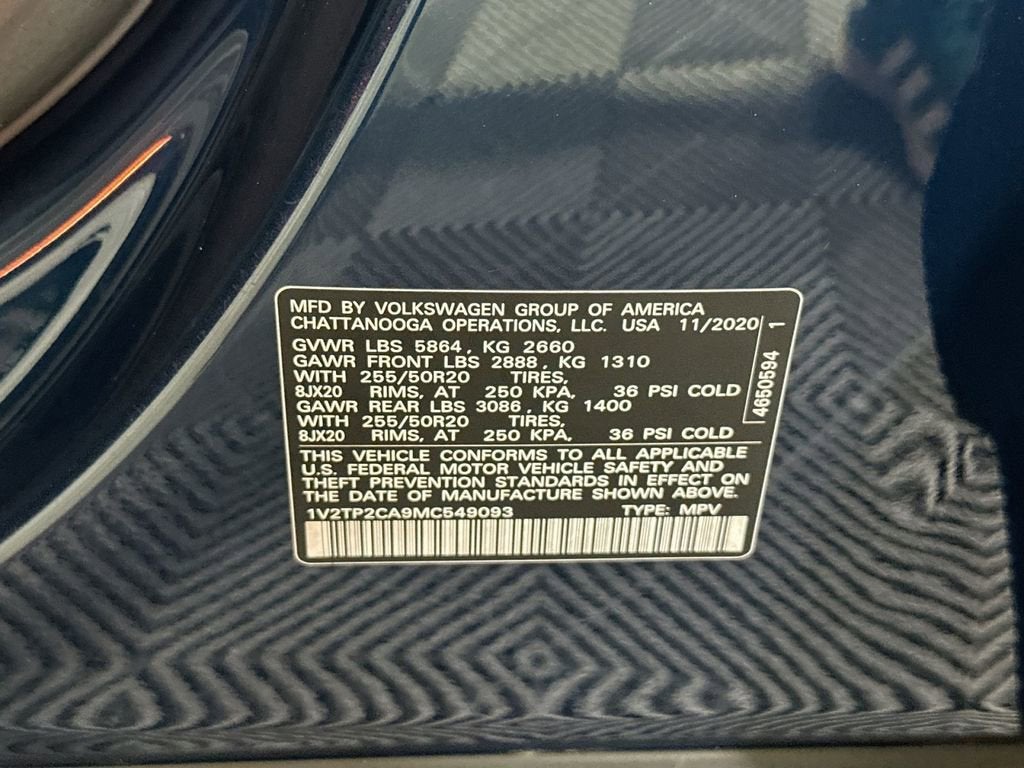 MFD BY VOLKSWAGEN GROUP OF AMERICA
CHATTANOOGA OPERATIONS, LLC. USA 11/2020
GVWR LBS 5864, KG 2660
GAWR FRONT LBS 2888, KG 1310
WITH 255/50R20 TIRES,
8JX20 RIMS, AT 250 KPA, 36 PSI COLD
GAWR REAR LBS 3086, KG 1400
WITH 255/50R20 TIRES,
8JX20 RIMS, AT 250 KPA, 36 PSI COLD
THIS VEHICLE CONFORMS TO ALL APPLICABLE
U.S. FEDERAL MOTOR VEHICLE SAFETY AND
THEFT PREVENTION STANDARDS IN EFFECT ON
THE DATE OF MANUFACTURE SHOWN ABOVE.
1V2TP2CA9MC549093 TYPE: MPV
4650594 1